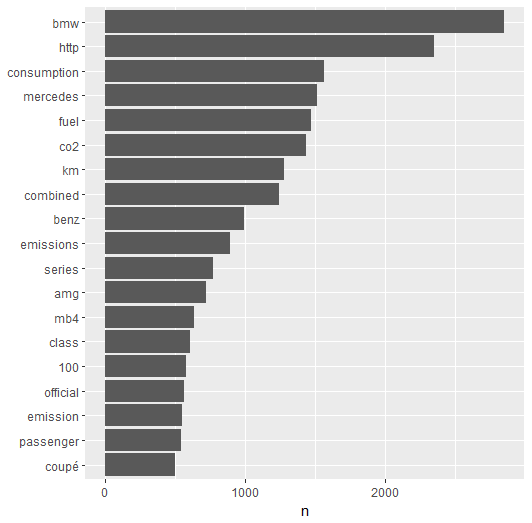 bmw
http
consumption
mercedes
fuel
co2
km
combined
benz
emissions
series
amg
mb4
class
100
official
emission
passenger
coupé
0 1000 2000
n